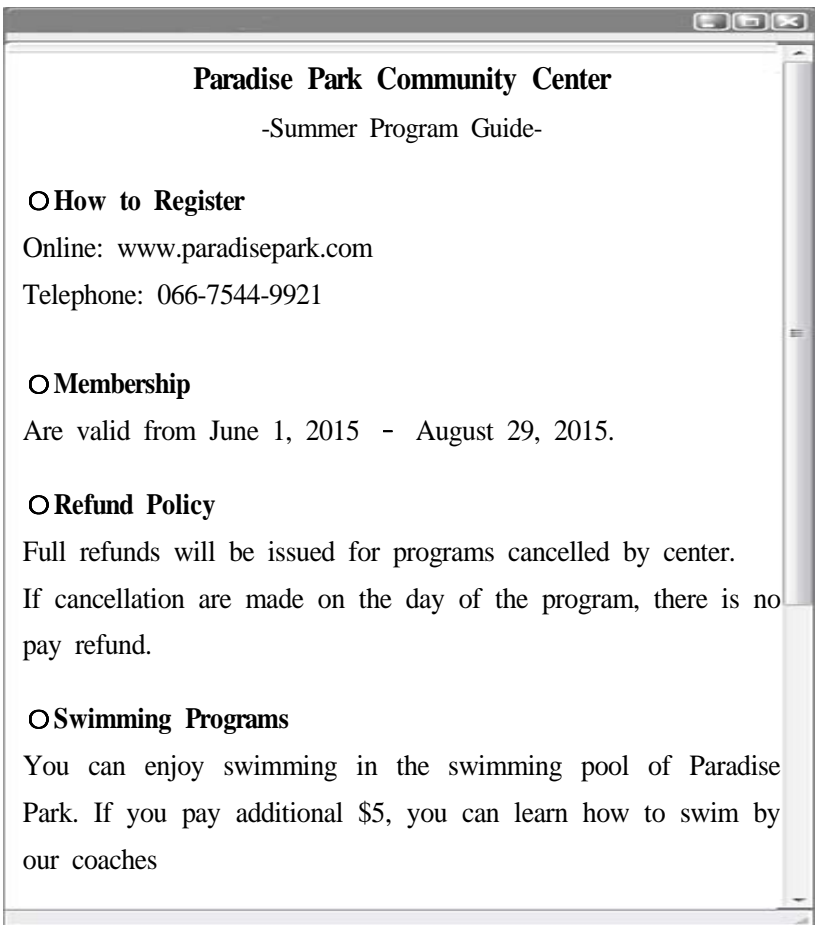 Paradise Park Community Center
-Summer Program Guide-
○How to Register
Online: www.paradisepark.com
Telephone: 066-7544-9921
○Membership
Are valid from June 1, 2015 - August 29, 2015.
○Refund Policy
Full refunds will be issued for programs cancelled by center.
If cancellation are made on the day of the program, there is no
pay refund.
○Swimming Programs
You can enjoy swimming in the swimming pool of Paradise
Park. If you pay additional $5, you can learn how to swim by
our coaches